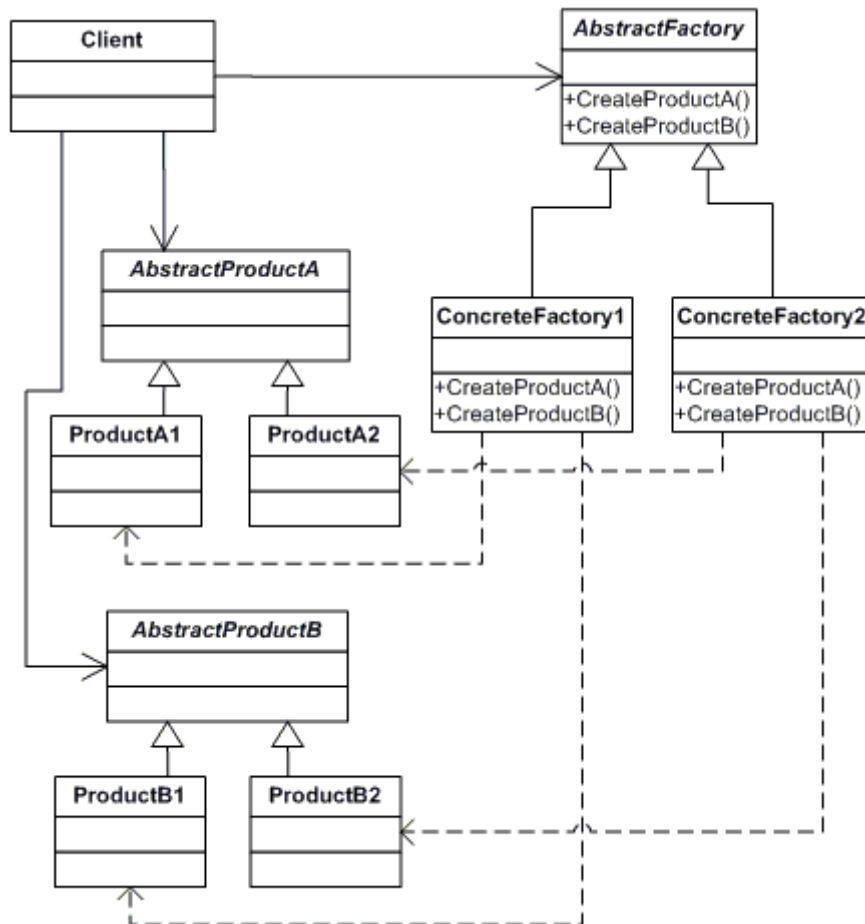 Client
AbstractFactory
+CreateProductA()
+CreateProductB()
AbstractProductA
ConcreteFactory1
+CreateProductA()
+CreateProductB()
ConcreteFactory2
+CreateProductA()
+CreateProductB()
ProductA1
ProductA2
AbstractProductB
ProductB1
ProductB2